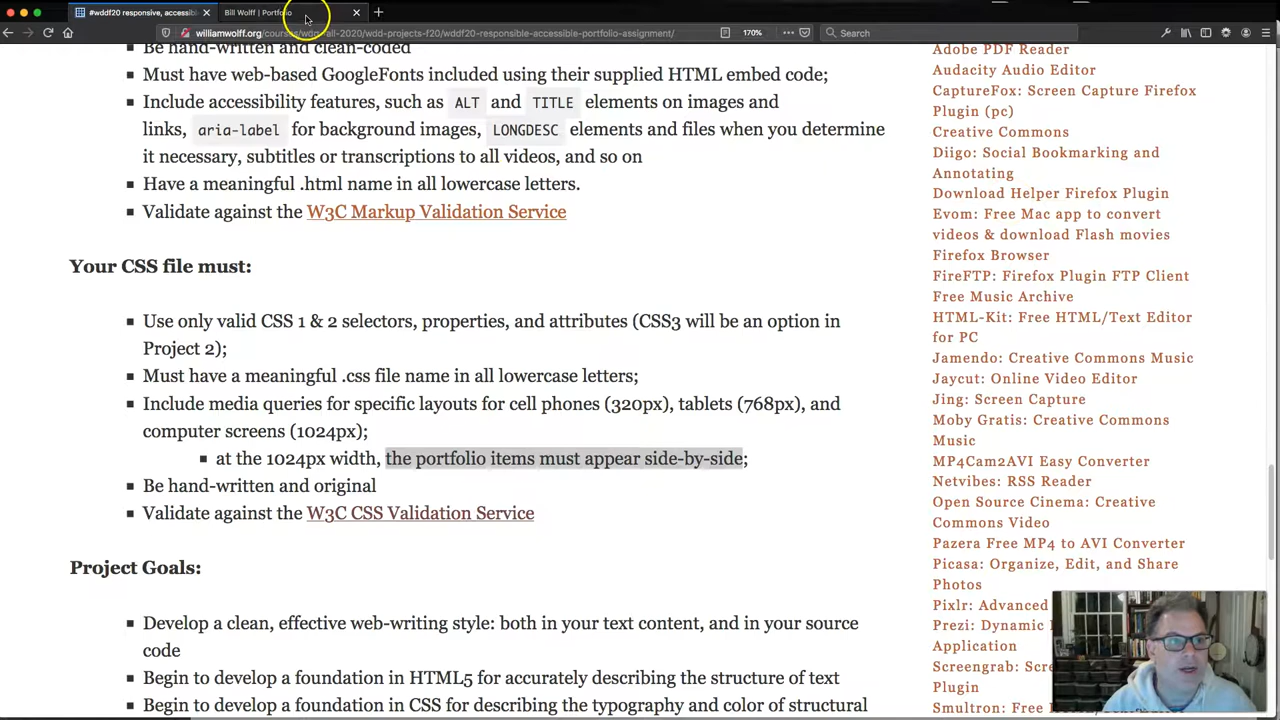 #wddf20 responsive, accessib
Bill Wolff | Portfolio
williamwolff.org/courses/wdd-fall-2020/wdd-projects-f20/wddf20-responsible-accessible-portfolio-assignment/
170%
Search
Be hand-written and clean-coded
Must have web-based GoogleFonts included using their supplied HTML embed code;
Include accessibility features, such as ALT and TITLE elements on images and
links, aria-label for background images, LONGDESC elements and files when you determine
it necessary, subtitles or transcriptions to all videos, and so on
Have a meaningful .html name in all lowercase letters.
Validate against the W3C Markup Validation Service
Your CSS file must:
Use only valid CSS 1 & 2 selectors, properties, and attributes (CSS3 will be an option in
Project 2);
Must have a meaningful .css file name in all lowercase letters;
Include media queries for specific layouts for cell phones (320px), tablets (768px), and
computer screens (1024px);
at the 1024px width, the portfolio items must appear side-by-side;
Be hand-written and original
Validate against the W3C CSS Validation Service
Project Goals:
Develop a clean, effective web-writing style: both in your text content, and in your source
code
Begin to develop a foundation in HTML5 for accurately describing the structure of text
Begin to develop a foundation in CSS for describing the typography and color of structural
Adobe PDF Reader
Audacity Audio Editor
CaptureFox: Screen Capture Firefox
Plugin (pc)
Creative Commons
Diigo: Social Bookmarking and
Annotating
Download Helper Firefox Plugin
Evom: Free Mac app to convert
videos & download Flash movies
Firefox Browser
FireFTP: Firefox Plugin FTP Client
Free Music Archive
HTML-Kit: Free HTML/Text Editor
for PC
Jamendo: Creative Commons Music
Jaycut: Online Video Editor
Jing: Screen Capture
Moby Gratis: Creative Commons
Music
MP4Cam2AVI Easy Converter
Netvibes: RSS Reader
Open Source Cinema: Creative
Commons Video
Pazera Free MP4 to AVI Converter
Picasa: Organize, Edit, and Share
Photos
Pixlr: Advanced
Prezi: Dynamic
Application
Screengrab: Scr
Plugin
Smultron: Free